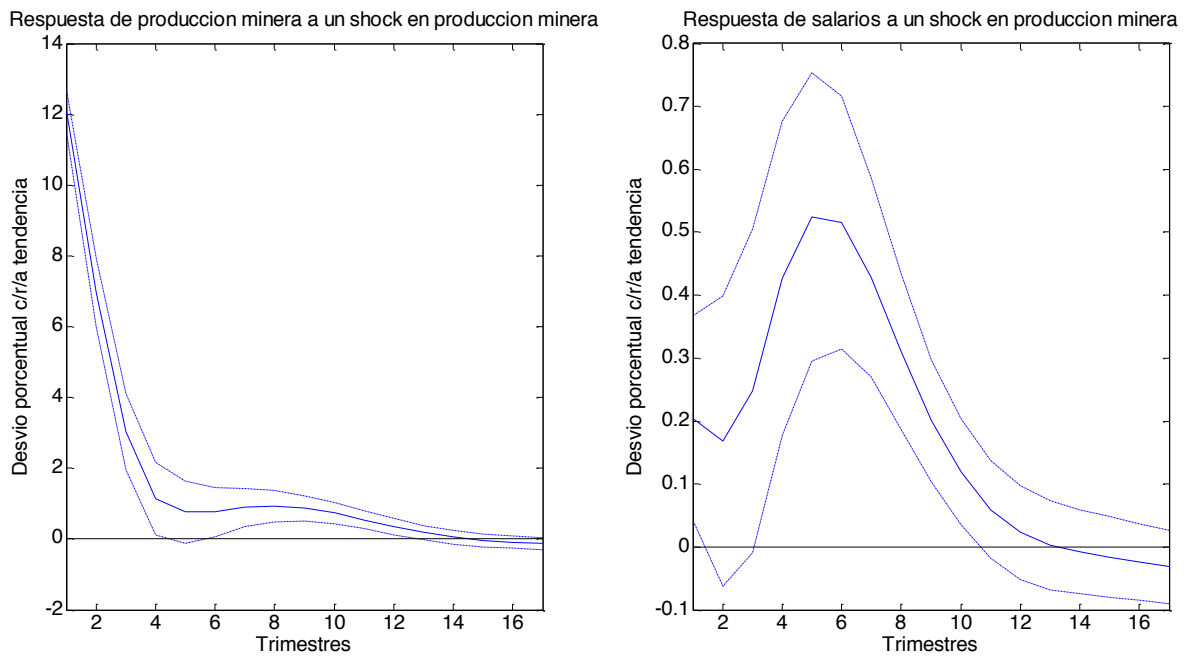 Respuesta de produccion minera a un shock en produccion minera
14
12
10
8
6
4
2
0
-2
Desvio porcentual c/r/a tendencia
2 4 6 8 10 12 14 16
Trimestres
Respuesta de salarios a un shock en produccion minera
0.8
0.7
0.6
0.5
0.4
0.3
0.2
0.1
0
-0.1
Desvio porcentual c/r/a tendencia
2 4 6 8 10 12 14 16
Trimestres